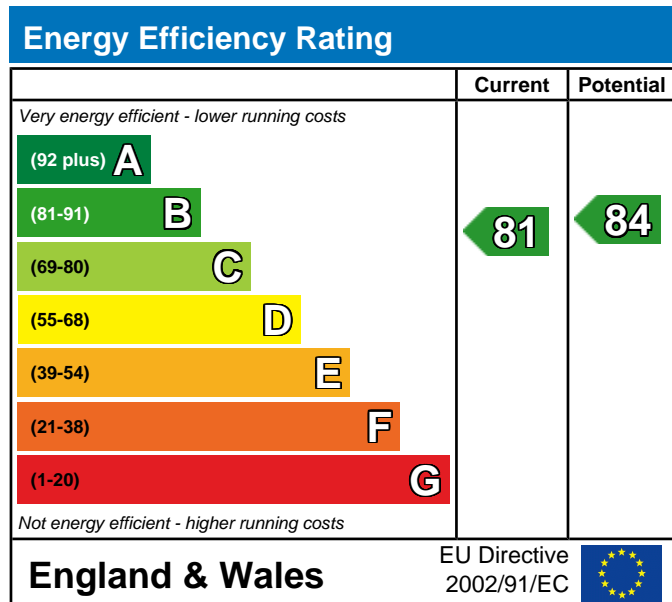 Energy Efficiency Rating
Current Potential
Very energy efficient - lower running costs
(92 plus) A
(81-91) B
81
84
(69-80) C
(55-68) D
(39-54) E
(21-38) F
(1-20) G
Not energy efficient - higher running costs
England & Wales
EU Directive
2002/91/EC